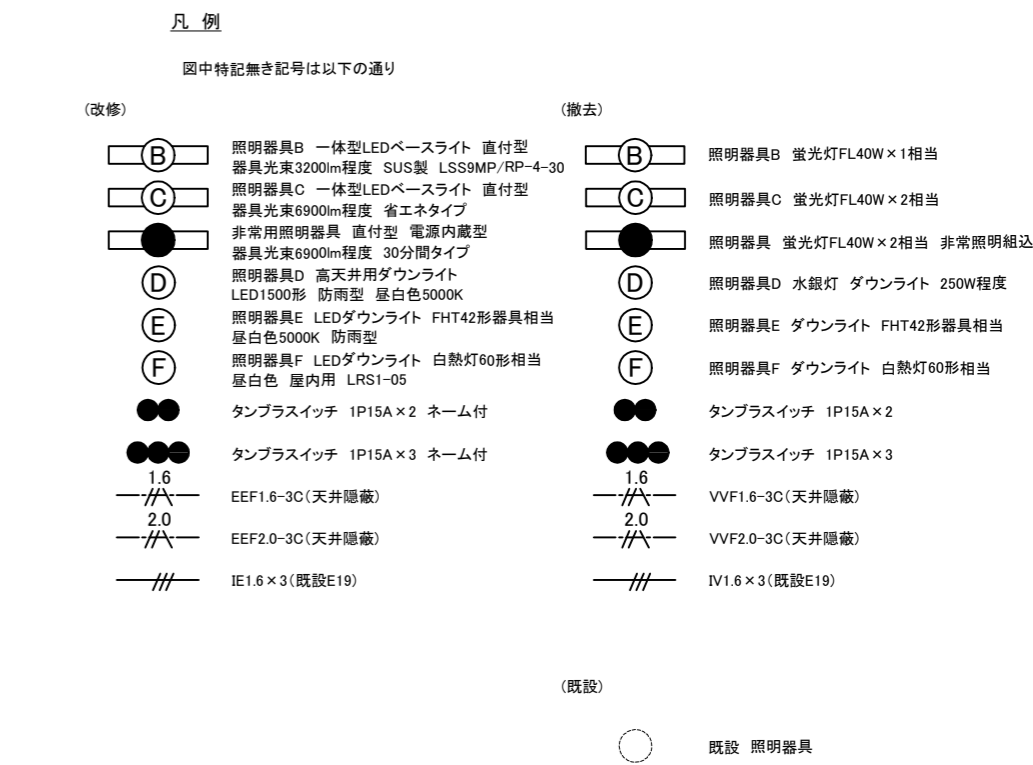 凡 例
図中特記無き記号は以下の通り
(改修)
B
照明器具B 一体型LEDベースライト 直付型
器具光束3200lm程度 SUS製 LSS9MP/RP-4-30
C
照明器具C 一体型LEDベースライト 直付型
器具光束6900lm程度 省エネタイプ
非常用照明器具 直付型 電源内蔵型
器具光束6900lm程度 30分間タイプ
D
照明器具D 高天井用ダウンライト
LED1500形 防雨型 昼白色5000K
E
照明器具E LEDダウンライト FHT42形器具相当
昼白色5000K 防雨型
F
照明器具F LEDダウンライト 白熱灯60形相当
昼白色 屋内用 LRS1-05
タンブラスイッチ 1P15A×2 ネーム付
タンブラスイッチ 1P15A×3 ネーム付
1.6
EEF1.6-3C(天井隠蔽)
2.0
EEF2.0-3C(天井隠蔽)
IE1.6×3(既設E19)
(撤去)
B
照明器具B 蛍光灯FL40W×1相当
C
照明器具C 蛍光灯FL40W×2相当
照明器具 蛍光灯FL40W×2相当 非常照明組込
D
照明器具D 水銀灯 ダウンライト 250W程度
E
照明器具E ダウンライト FHT42形器具相当
F
照明器具F ダウンライト 白熱灯60形相当
タンブラスイッチ 1P15A×2
タンブラスイッチ 1P15A×3
1.6
VVF1.6-3C(天井隠蔽)
2.0
VVF2.0-3C(天井隠蔽)
IV1.6×3(既設E19)
(既設)
既設 照明器具